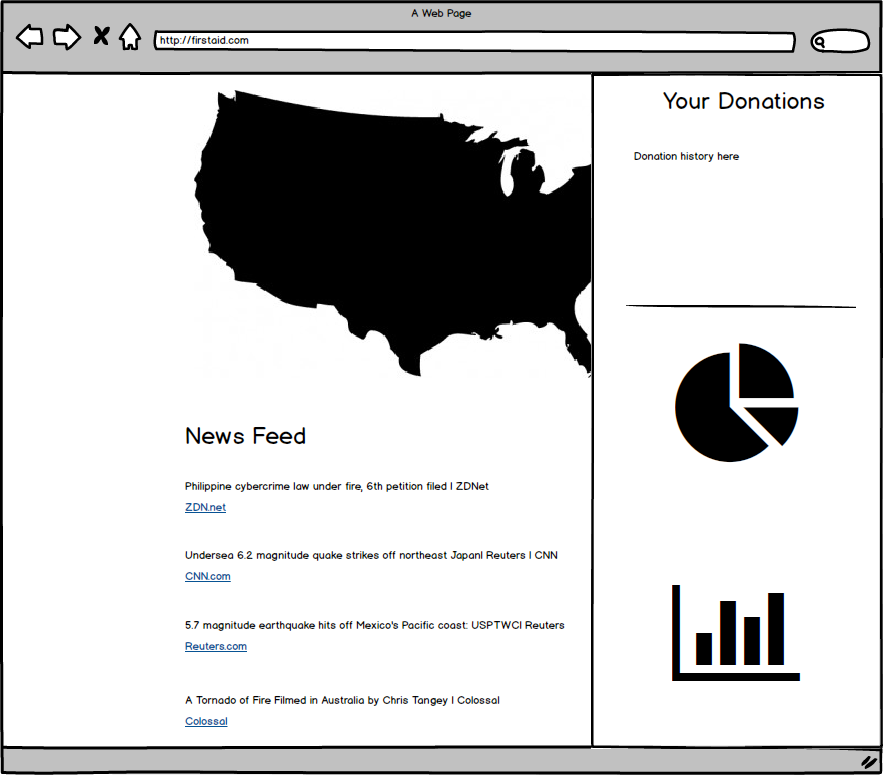 A Web Page
http://firstaid.com
Your Donations
Donation history here
News Feed
Philippine cybercrime law under fire, 6th petition filed | ZDNet
ZDN.net
Undersea 6.2 magnitude quake strikes off northeast Japan| Reuters | CNN
CNN.com
5.7 magnitude earthquake hits off Mexico's Pacific coast: USPTWC| Reuters
Reuters.com
A Tornado of Fire Filmed in Australia by Chris Tangey | Colossal
Colossal